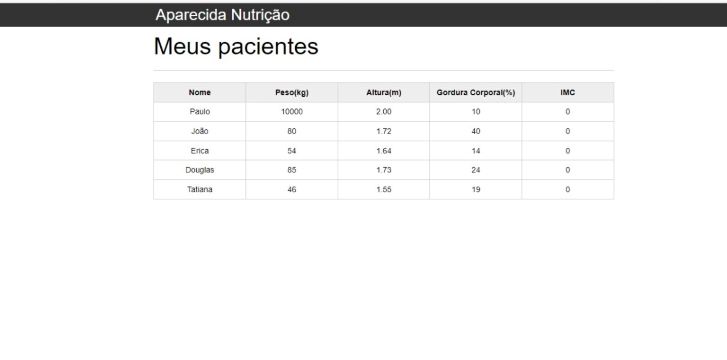 Aparecida Nutrição
Meus pacientes
Nome Peso(kg) Altura(m) Gordura Corporal(%) IMC
Paulo 10000 2.00 10 0
João 80 1.72 40 0
Erica 54 1.64 14 0
Douglas 85 1.73 24 0
Tatiana 46 1.55 19 0